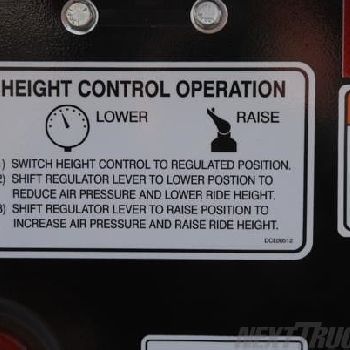 HEIGHT CONTROL OPERATION
LOWER RAISE
) SWITCH HEIGHT CONTROL TO REGULATED POSITION.
2) SHIFT REGULATOR LEVER TO LOWER POSTION TO
REDUCE AIR PRESSURE AND LOWER RIDE HEIGHT.
3) SHIFT REGULATOR LEVER TO RAISE POSITION TO
INCREASE AIR PRESSURE AND RAISE RIDE HEIGHT.
NEXTTRUC